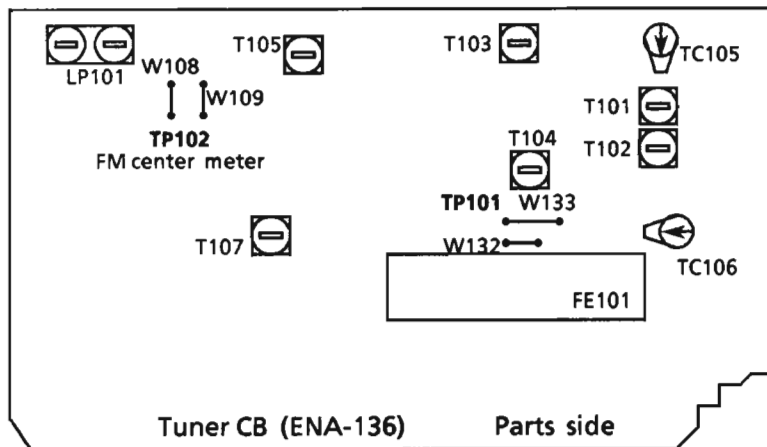 T105
T103
TC105
LP101
W108
W109
TP102
FM center meter
T101
T102
T104
TP101
W133
W132
T107
TC106
FE101
Tuner CB (ENA-136)
Parts side